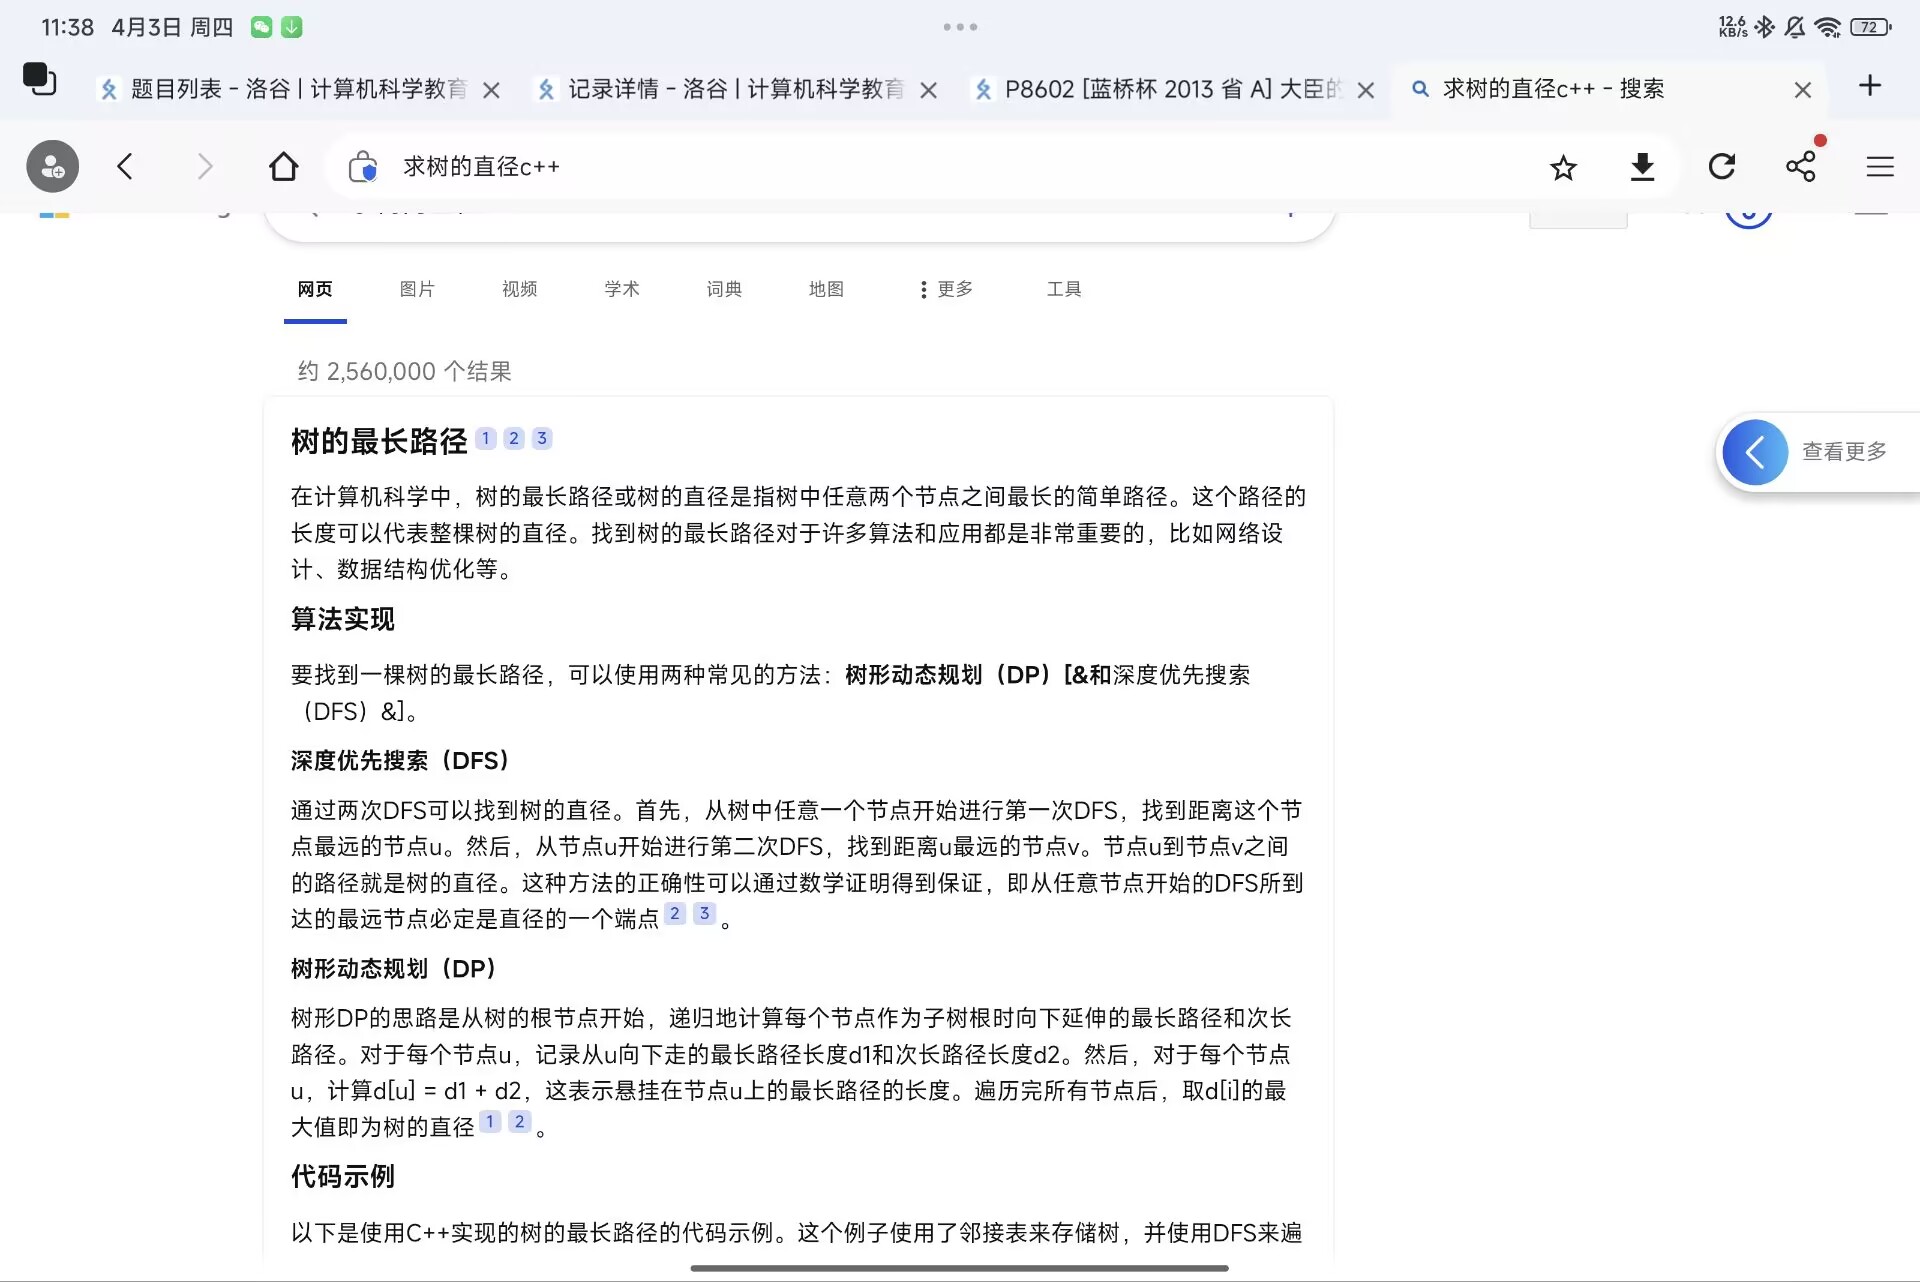 11:38 4月3日 周四
12.6 KB/s 72
题目列表 - 洛谷 | 计算机科学教育
记录详情 - 洛谷 | 计算机科学教育
P8602 [蓝桥杯 2013 省 A] 大臣的
求树的直径c++ - 搜索
求树的直径c++
网页 图片 视频 学术 词典 地图 更多 工具
约 2,560,000 个结果
树的最长路径 1 2 3
在计算机科学中，树的最长路径或树的直径是指树中任意两个节点之间最长的简单路径。这个路径的
长度可以代表整棵树的直径。找到树的最长路径对于许多算法和应用都是非常重要的，比如网络设
计、数据结构优化等。
查看更多
算法实现
要找到一棵树的最长路径，可以使用两种常见的方法：树形动态规划（DP）[&和深度优先搜索
（DFS）&]。
深度优先搜索（DFS）
通过两次DFS可以找到树的直径。首先，从树中任意一个节点开始进行第一次DFS，找到距离这个节
点最远的节点u。然后，从节点u开始进行第二次DFS，找到距离u最远的节点v。节点u到节点v之间
的路径就是树的直径。这种方法的正确性可以通过数学证明得到保证，即从任意节点开始的DFS所到
达的最远节点必定是直径的一个端点 2 3 。
树形动态规划（DP）
树形DP的思路是从树的根节点开始，递归地计算每个节点作为子树根时向下延伸的最长路径和次长
路径。对于每个节点u，记录从u向下走的最长路径长度d1和次长路径长度d2。然后，对于每个节点
u，计算d[u] = d1 + d2，这表示悬挂在节点u上的最长路径的长度。遍历完所有节点后，取d[i]的最
大值即为树的直径 1 2 。
代码示例
以下是使用C++实现的树的最长路径的代码示例。这个例子使用了邻接表来存储树，并使用DFS来遍